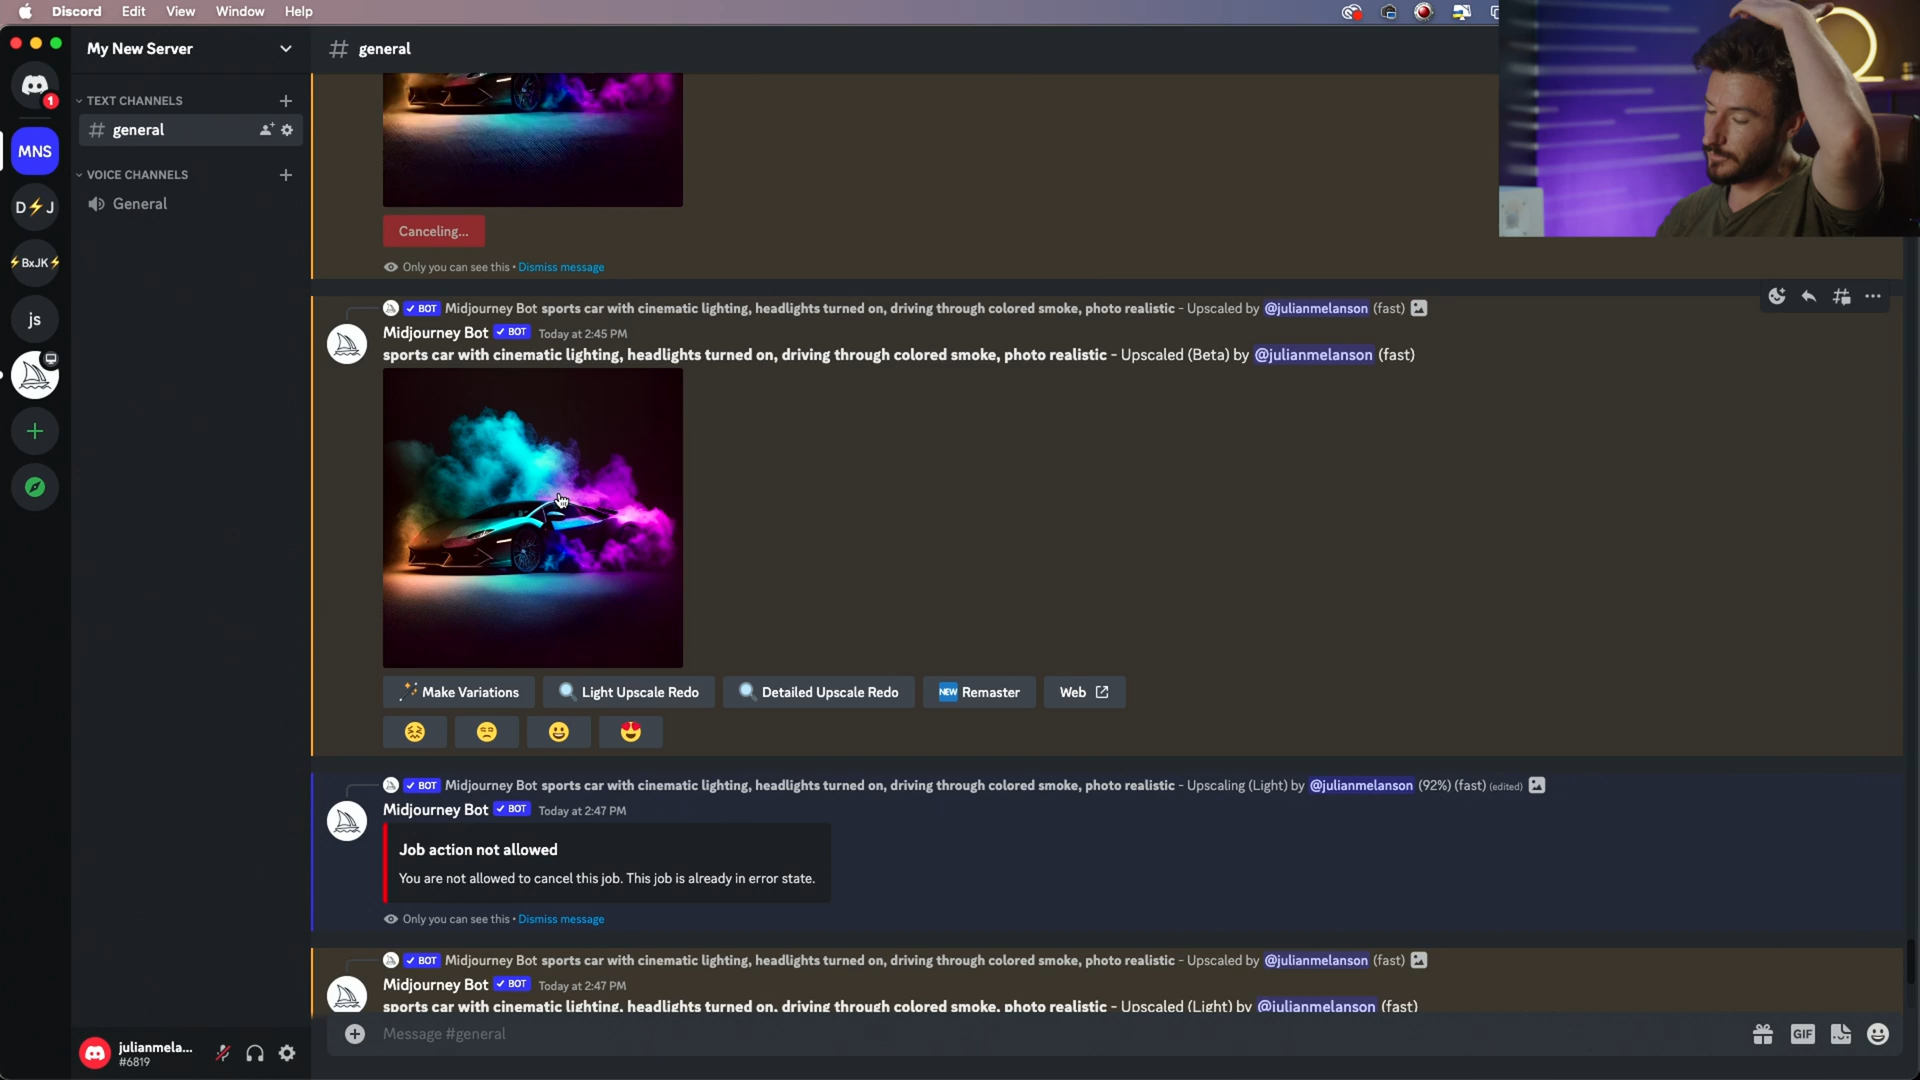 Discord Edit View Window Help
My New Server
# general
1
TEXT CHANNELS
general
MNS
VOICE CHANNELS
D⚡J
General
⚡BxJK⚡
js
Canceling...
Only you can see this • Dismiss message
BOT Midjourney Bot sports car with cinematic lighting, headlights turned on, driving through colored smoke, photo realistic - Upscaled by @julianmelanson (fast)
Midjourney Bot BOT Today at 2:45 PM
sports car with cinematic lighting, headlights turned on, driving through colored smoke, photo realistic - Upscaled (Beta) by @julianmelanson (fast)
Make Variations Light Upscale Redo Detailed Upscale Redo NEW Remaster Web
BOT Midjourney Bot sports car with cinematic lighting, headlights turned on, driving through colored smoke, photo realistic - Upscaling (Light) by @julianmelanson (92%) (fast) (edited)
Midjourney Bot BOT Today at 2:47 PM
Job action not allowed
You are not allowed to cancel this job. This job is already in error state.
Only you can see this • Dismiss message
BOT Midjourney Bot sports car with cinematic lighting, headlights turned on, driving through colored smoke, photo realistic - Upscaled by @julianmelanson (fast)
Midjourney Bot BOT Today at 2:47 PM
sports car with cinematic lighting, headlights turned on, driving through colored smoke, photo realistic - Upscaled (Light) by @julianmelanson (fast)
Message #general
GIF
julianmela...
#6819